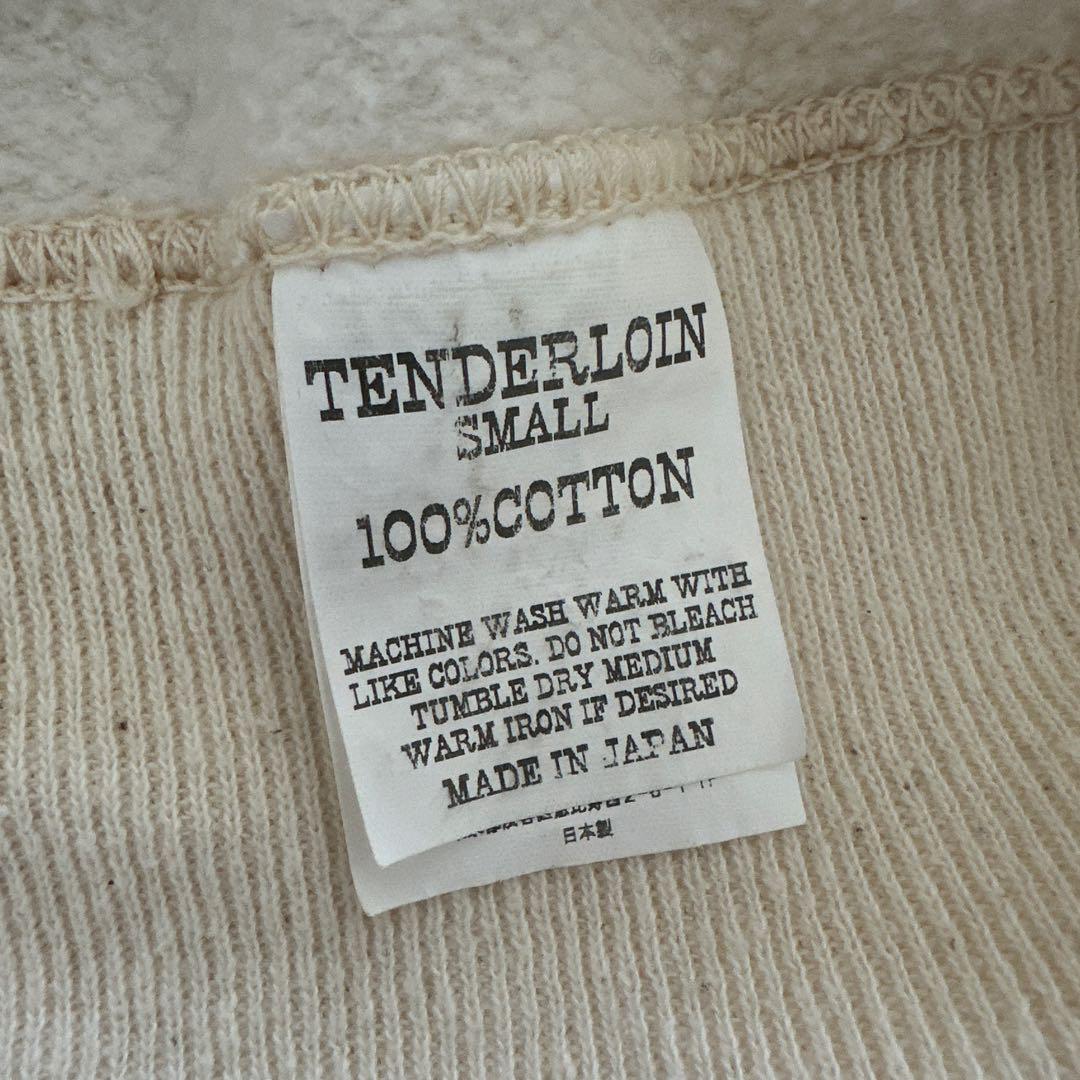 TENDERLOIN
SMALL
100%COTTON
MACHINE WASH WARM WITH
LIKE COLORS. DO NOT BLEACH
TUMBLE DRY MEDIUM
WARM IRON IF DESIRED
MADE IN JAPAN
日本製